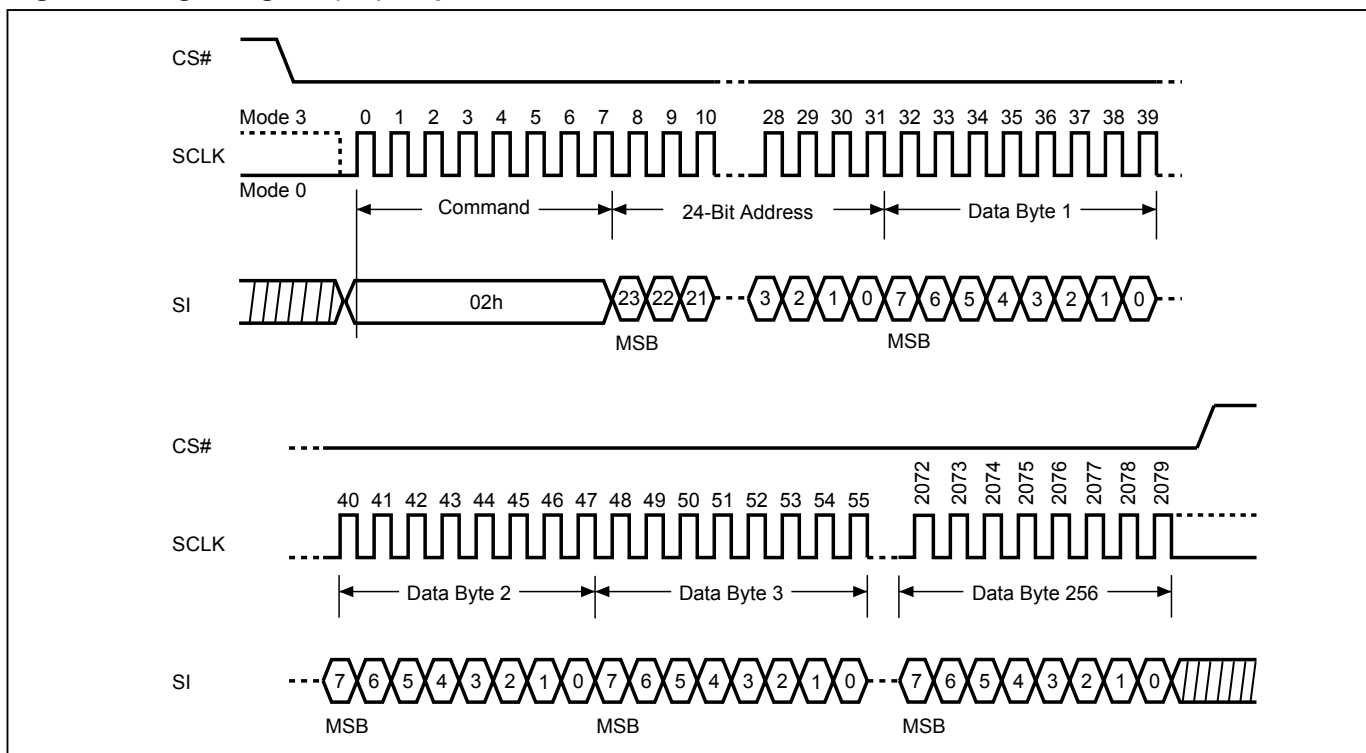 CS#
Mode 3 0 1 2 3 4 5 6 7 8 9 10 28 29 30 31 32 33 34 35 36 37 38 39
SCLK
Mode 0
Command 24-Bit Address Data Byte 1
SI 02h 23 22 21 3 2 1 0 7 6 5 4 3 2 1 0
MSB MSB
CS#
2072 2073 2074 2075 2076 2077 2078 2079
40 41 42 43 44 45 46 47 48 49 50 51 52 53 54 55
SCLK
Data Byte 2 Data Byte 3 Data Byte 256
SI 7 6 5 4 3 2 1 0 7 6 5 4 3 2 1 0 7 6 5 4 3 2 1 0
MSB MSB MSB